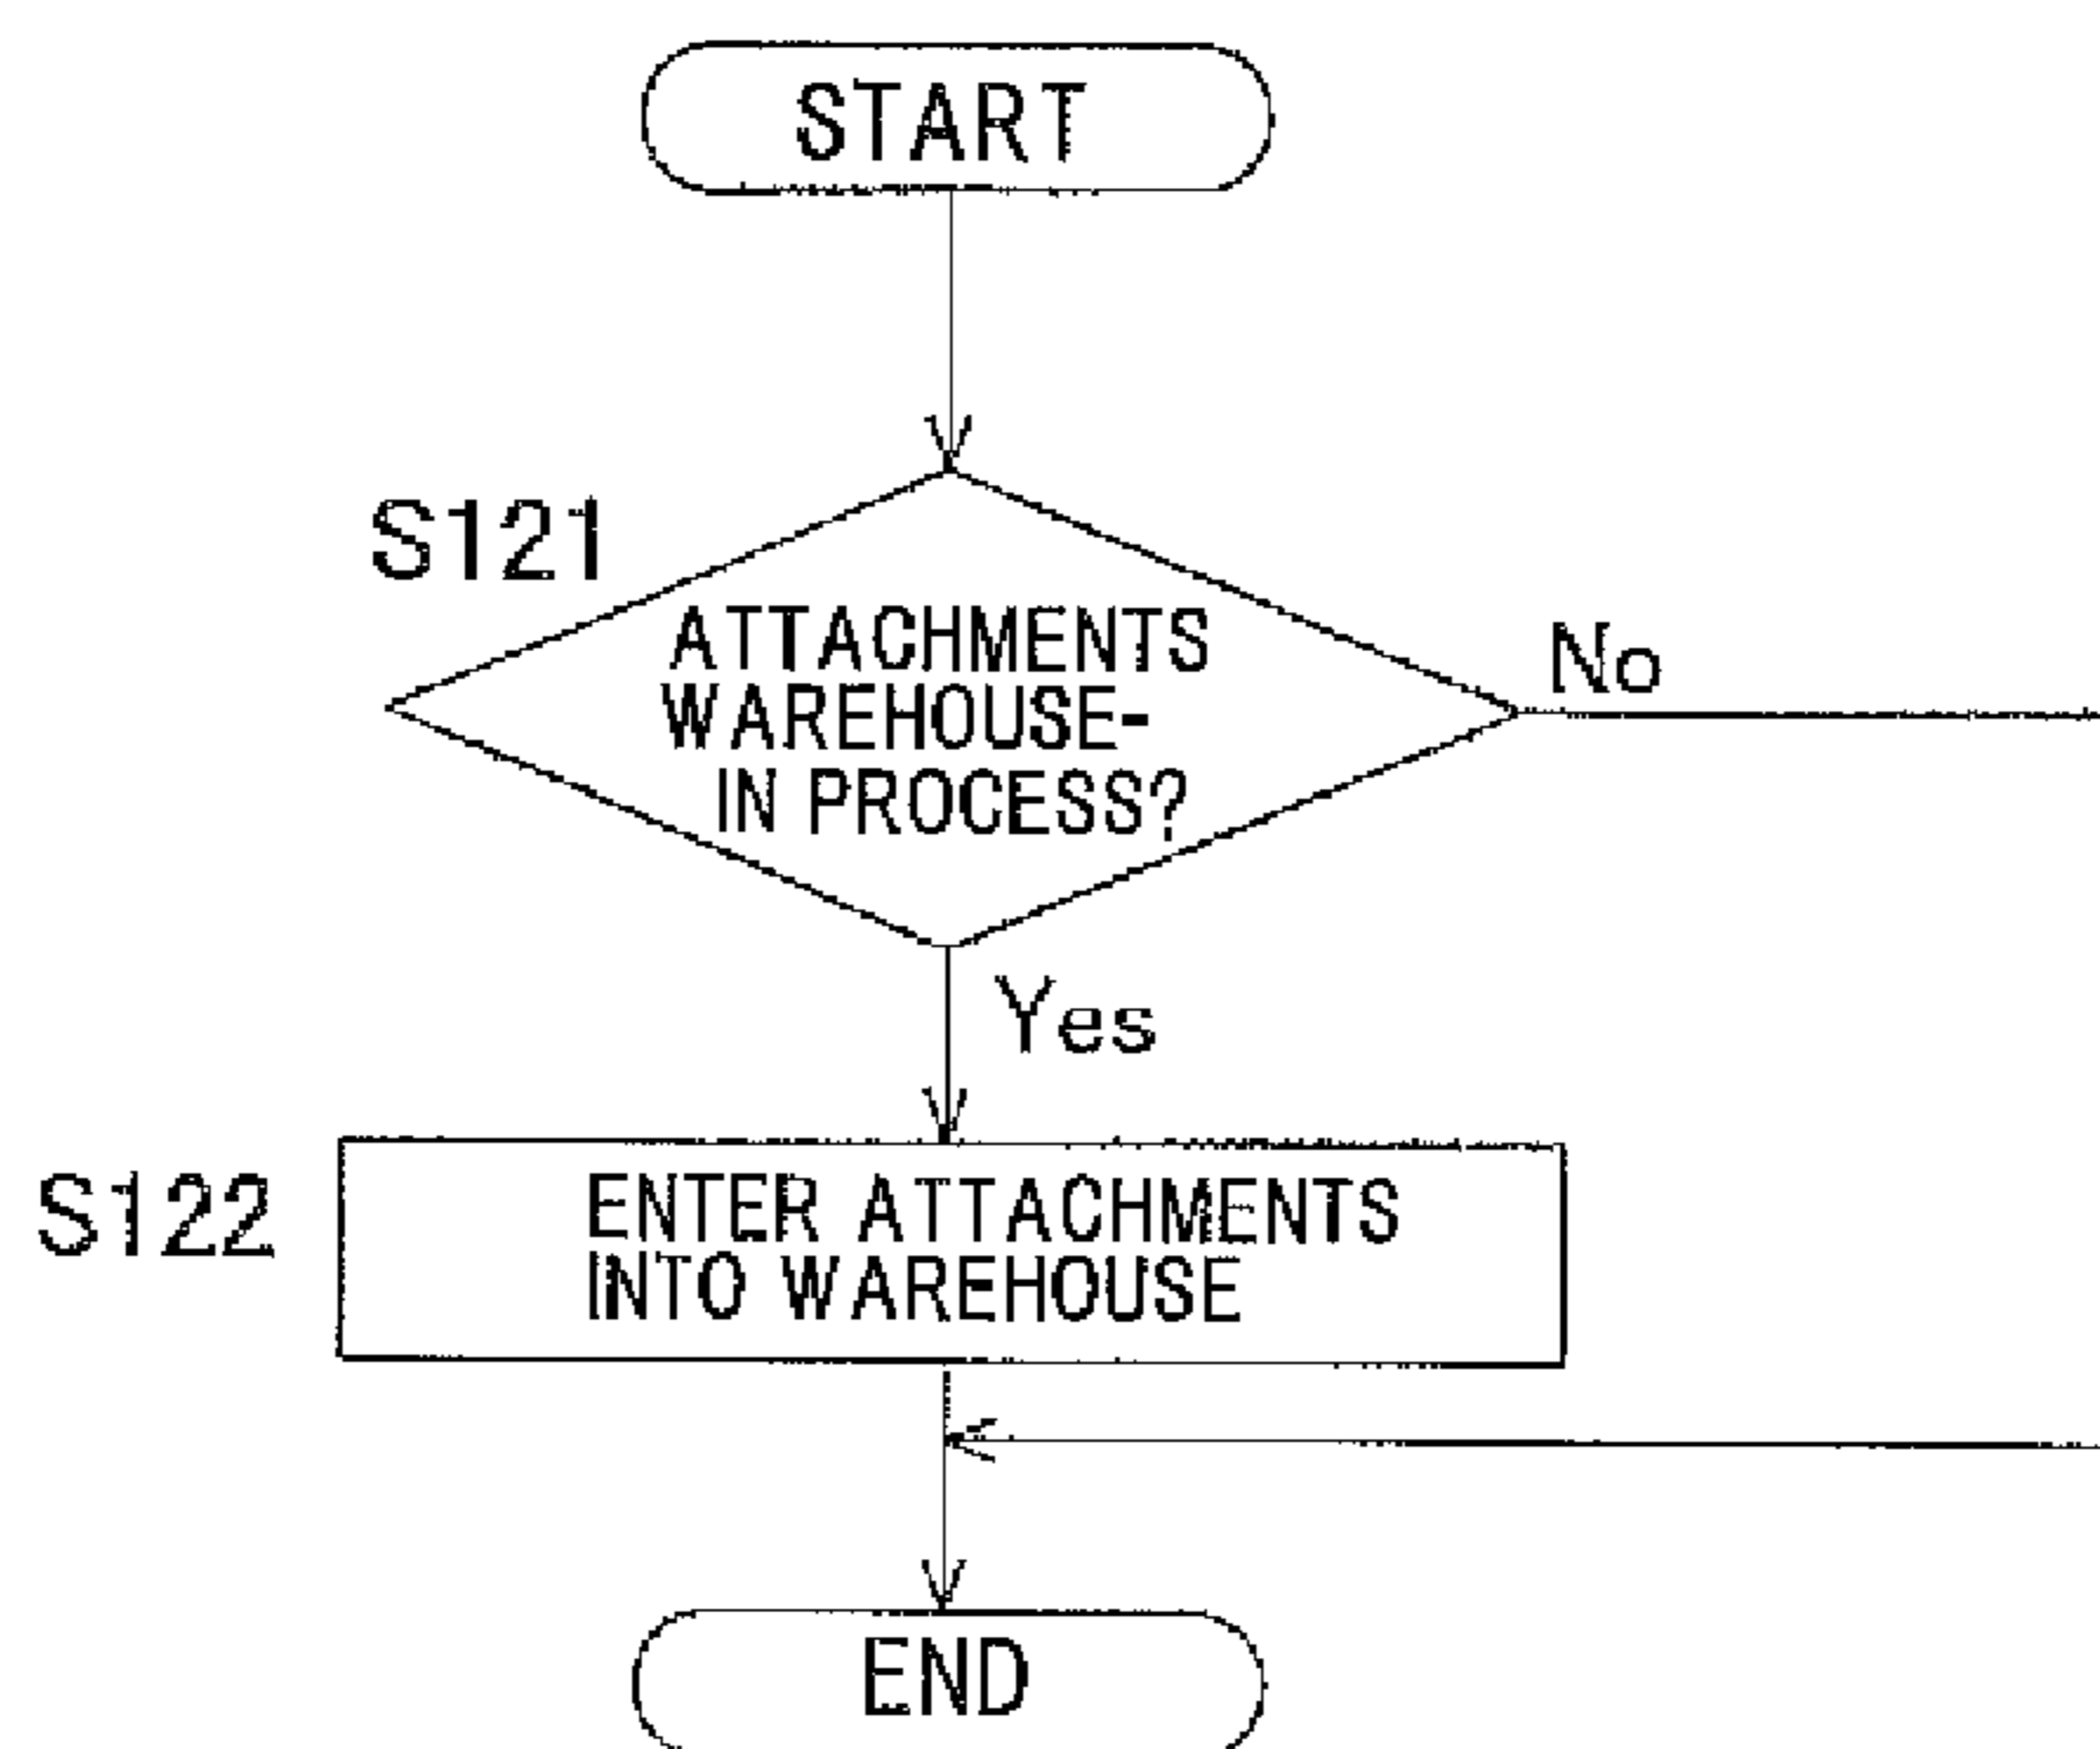 START
S121
ATTACHMENTS
WAREHOUSE-
IN PROCESS?
No
Yes
S122
ENTER ATTACHMENTS
INTO WAREHOUSE
END